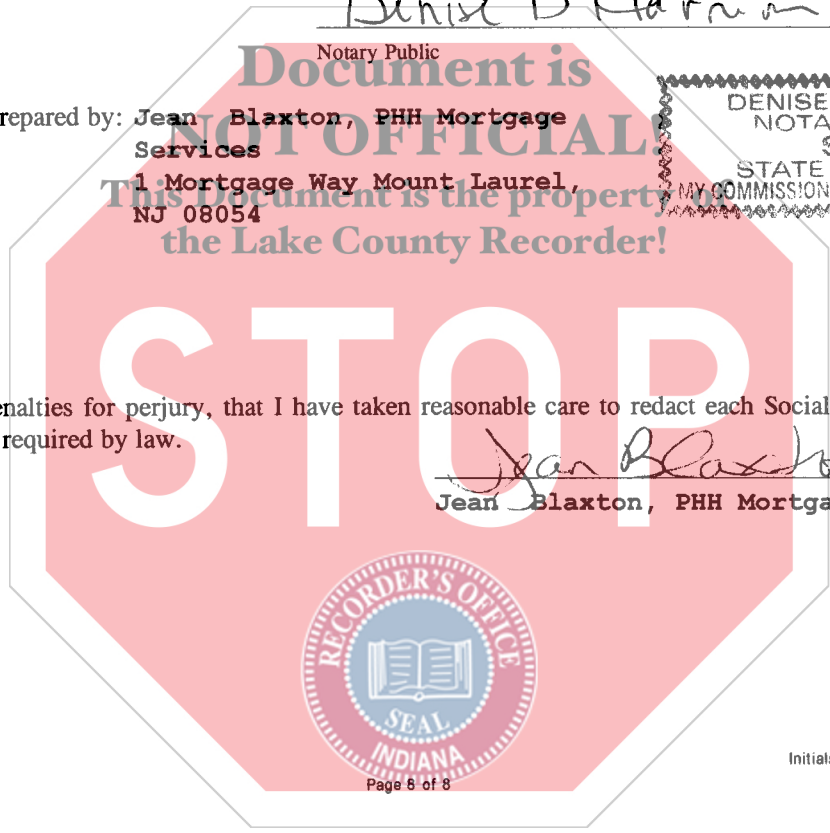 Denise D
Notary Public
Document is
repared by: Jean Blaxton, PHH Mortgage
NOT OFFICIAL!
Services
1 Mortgage Way Mount Laurel,
This Document is the property of
NJ 08054
the Lake County Recorder!
DENISE
NOTA
S
STATE
MY COMMISSION
STOP
enalties for perjury, that I have taken reasonable care to redact each Social
required by law.
Jean Blaxto
Jean Blaxton, PHH Mortga
RECORDER'S OFFICE
SEAL
INDIANA
Initials
Page 8 of 8